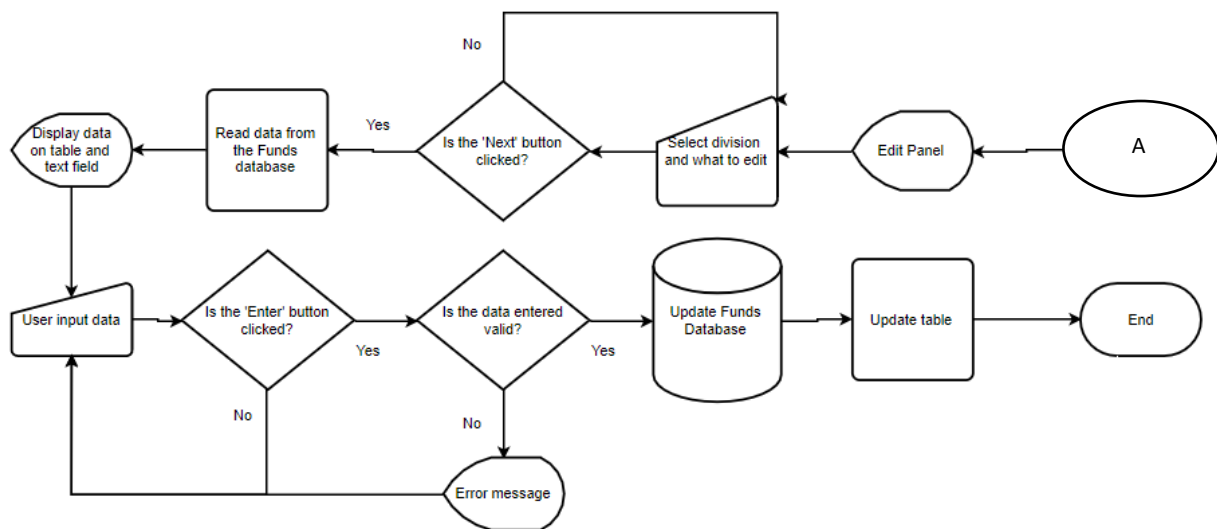 No
A
Edit Panel
Select division
and what to edit
Is the 'Next' button
clicked?
Yes
Read data from
the Funds
database
Display data
on table and
text field
User input data
Is the 'Enter' button
clicked?
Yes
No
Is the data entered
valid?
Yes
No
Error message
Update Funds
Database
Update table
End